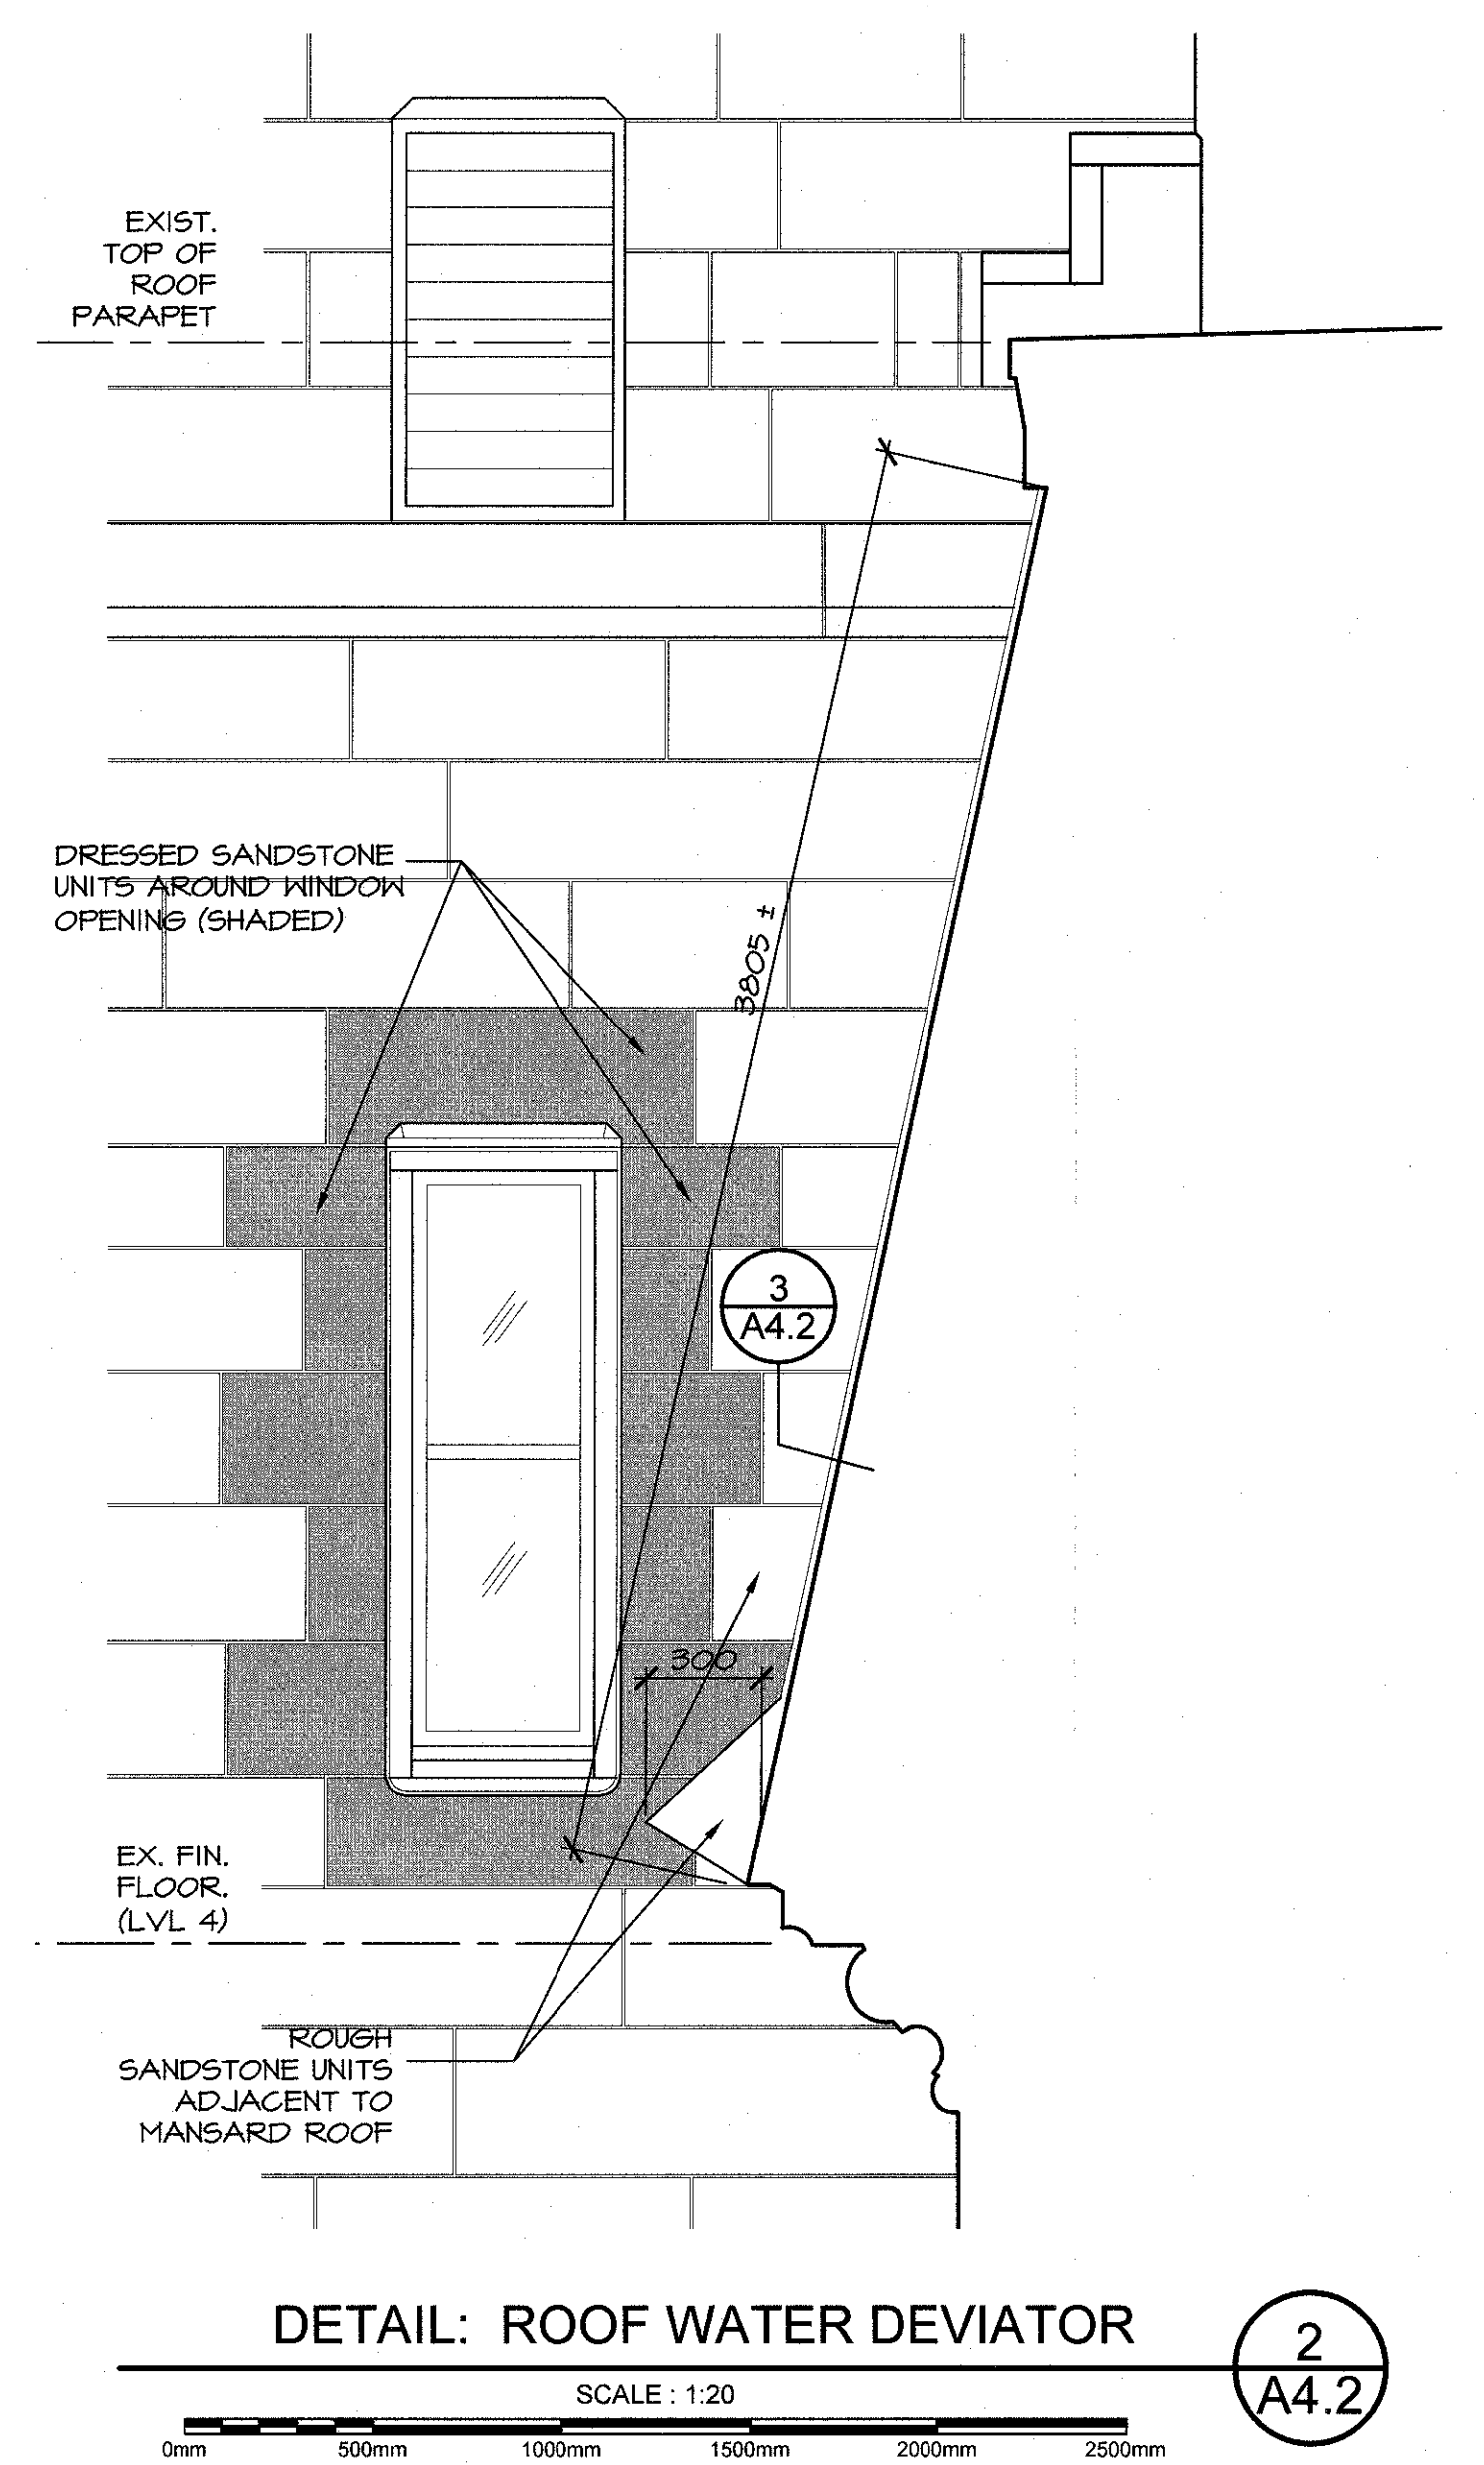 EXIST.
TOP OF
ROOF
PARAPET
DRESSED SANDSTONE
UNITS AROUND WINDOW
OPENING (SHADED)
3805 ±
3
A4.2
300
EX. FIN.
FLOOR.
(LVL 4)
ROUGH
SANDSTONE UNITS
ADJACENT TO
MANSARD ROOF
DETAIL: ROOF WATER DEVIATOR
2
A4.2
SCALE : 1:20
0mm 500mm 1000mm 1500mm 2000mm 2500mm